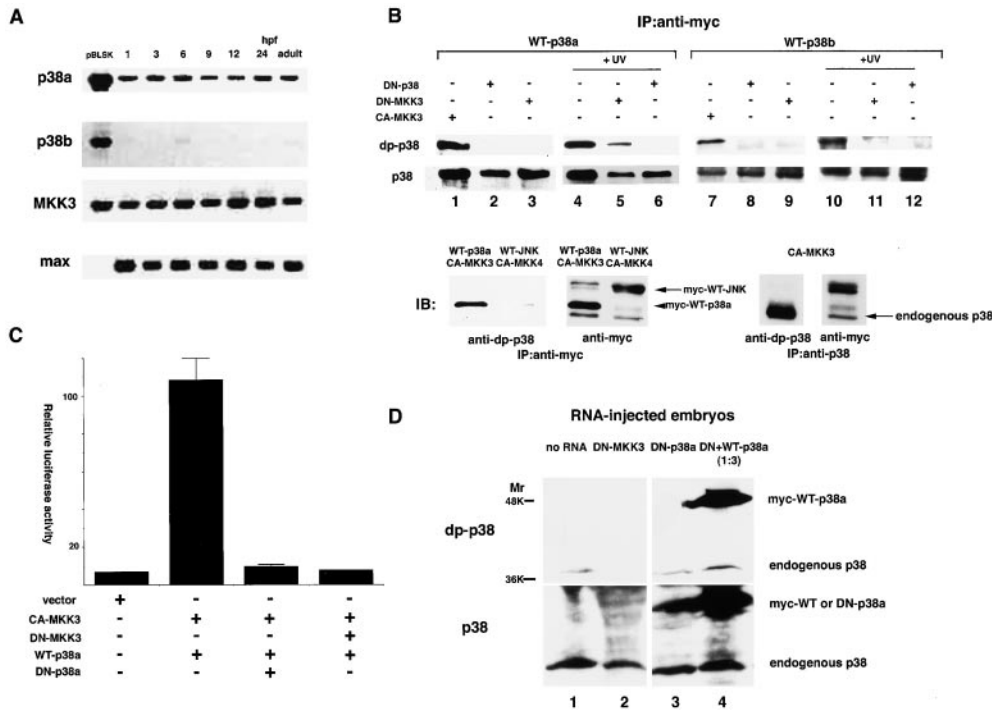 A
hpf
pBLSK 1 3 6 9 12 24 adult
p38a
p38b
MKK3
max
B
IP:anti-myc
WT-p38a WT-p38b
+ UV +UV
DN-p38 - + - - - + - + - - - +
DN-MKK3 - - + - + - - - + - + -
CA-MKK3 + - - - - - + - - - - -
dp-p38
p38
1 2 3 4 5 6 7 8 9 10 11 12
WT-p38a WT-JNK WT-p38a WT-JNK CA-MKK3
CA-MKK3 CA-MKK4 CA-MKK3 CA-MKK4
myc-WT-JNK
IB:
myc-WT-p38a
endogenous p38
anti-dp-p38 anti-myc anti-dp-p38 anti-myc
IP:anti-myc IP:anti-p38
C
Relative luciferase activity
100
20
vector + - - -
CA-MKK3 - + + +
DN-MKK3 - - - +
WT-p38a - + + +
DN-p38a - - + -
D
RNA-injected embryos
no RNA DN-MKK3 DN-p38a DN+WT-p38a
(1:3)
Mr
48K
myc-WT-p38a
dp-p38
endogenous p38
36K
myc-WT or DN-p38a
p38
endogenous p38
1 2 3 4